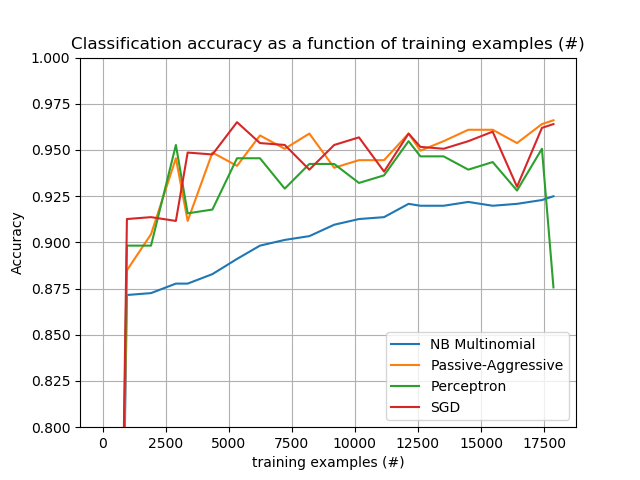 Classification accuracy as a function of training examples (#)
1.000
0.975
0.950
0.925
0.900
0.875
0.850
0.825
0.800
Accuracy
NB Multinomial
Passive-Aggressive
Perceptron
SGD
0 2500 5000 7500 10000 12500 15000 17500
training examples (#)